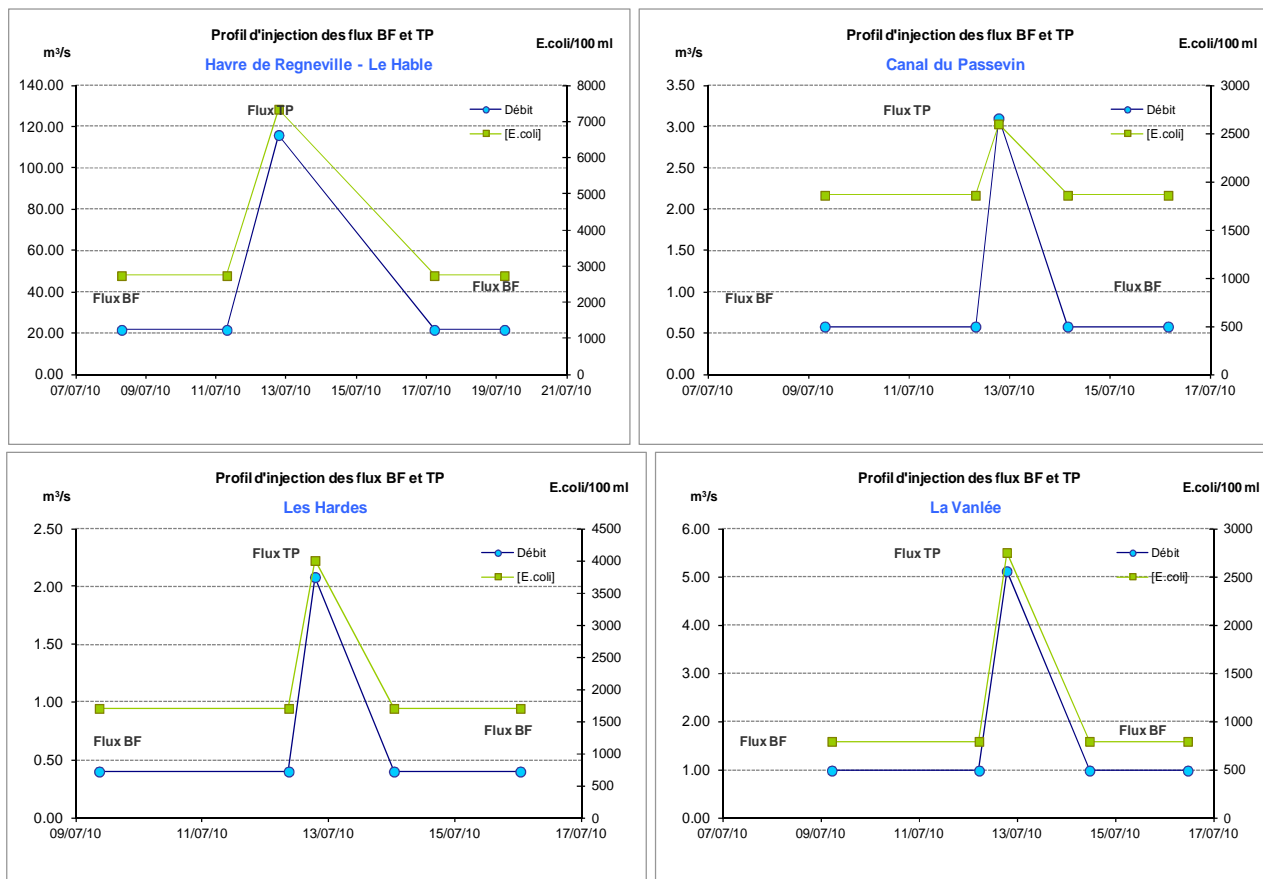 Profil d'injection des flux BF et TP
m³/s
E.coli/100 ml
Havre de Regneville - Le Hable
140.00
120.00
100.00
80.00
60.00
40.00
20.00
0.00
8000
7000
6000
5000
4000
3000
2000
1000
0
Flux TP
Débit
[E.coli]
Flux BF
Flux BF
07/07/10 09/07/10 11/07/10 13/07/10 15/07/10 17/07/10 19/07/10 21/07/10
Profil d'injection des flux BF et TP
m³/s
E.coli/100 ml
Canal du Passevin
3.50
3.00
2.50
2.00
1.50
1.00
0.50
0.00
3000
2500
2000
1500
1000
500
0
Flux TP
Débit
[E.coli]
Flux BF
Flux BF
07/07/10 09/07/10 11/07/10 13/07/10 15/07/10 17/07/10
Profil d'injection des flux BF et TP
m³/s
E.coli/100 ml
Les Hardes
2.50
2.00
1.50
1.00
0.50
0.00
4500
4000
3500
3000
2500
2000
1500
1000
500
0
Flux TP
Débit
[E.coli]
Flux BF
Flux BF
09/07/10 11/07/10 13/07/10 15/07/10 17/07/10
Profil d'injection des flux BF et TP
m³/s
E.coli/100 ml
La Vanlée
6.00
5.00
4.00
3.00
2.00
1.00
0.00
3000
2500
2000
1500
1000
500
0
Flux TP
Débit
[E.coli]
Flux BF
Flux BF
07/07/10 09/07/10 11/07/10 13/07/10 15/07/10 17/07/10